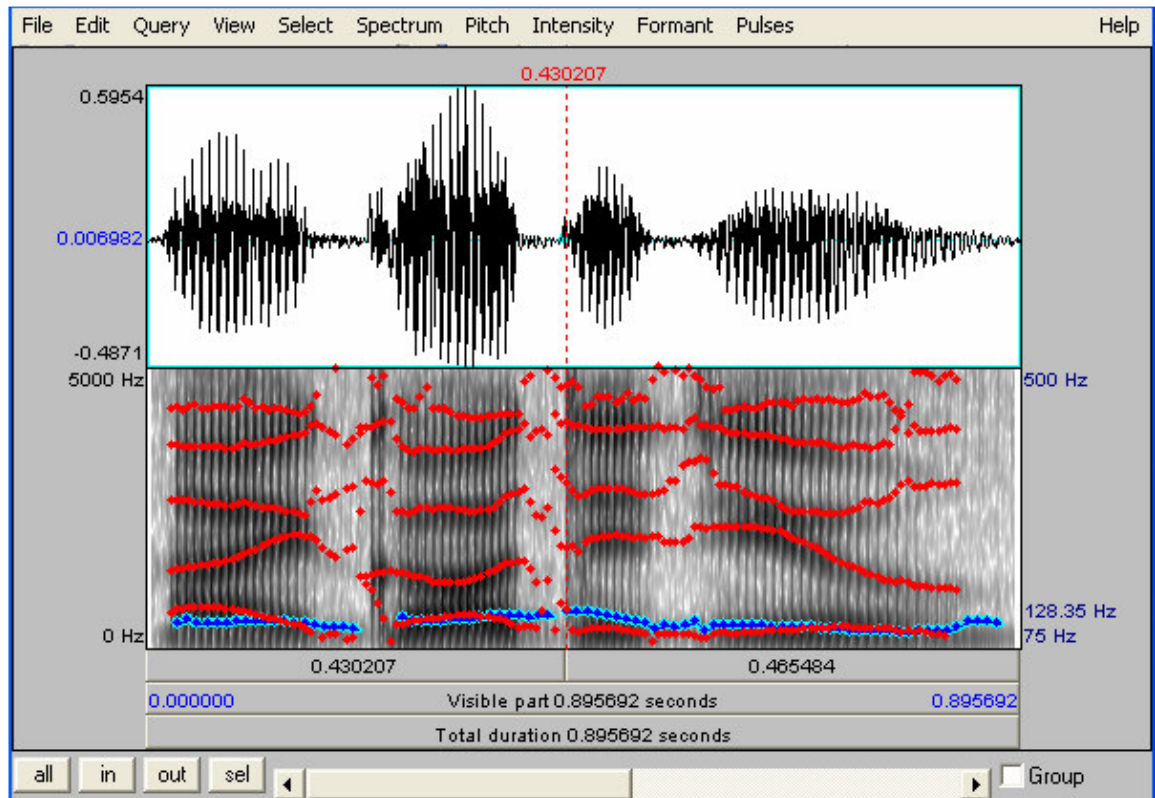 File Edit Query View Select Spectrum Pitch Intensity Formant Pulses Help
0.430207
0.5954
0.006982
-0.4871
5000 Hz 500 Hz
128.35 Hz
0 Hz 75 Hz
0.430207 0.465484
0.000000 Visible part 0.895692 seconds 0.895692
Total duration 0.895692 seconds
all in out sel Group